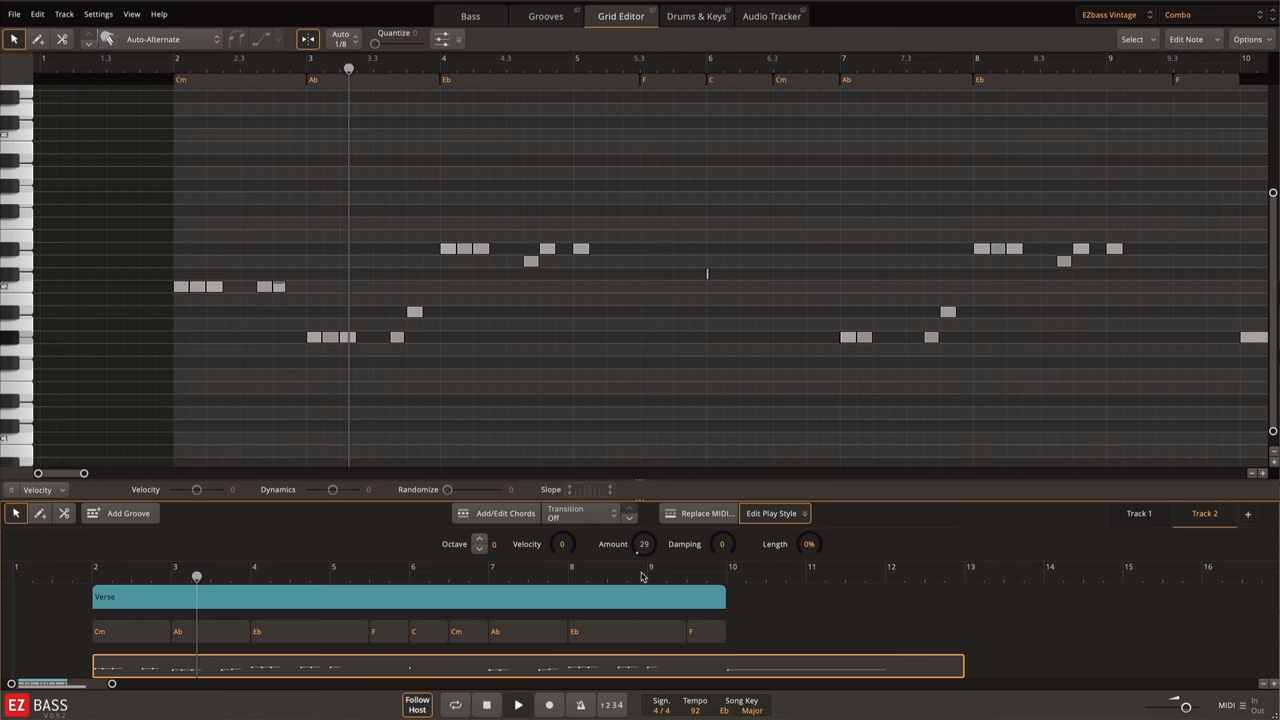 File Edit Track Settings View Help
Bass Grooves Grid Editor Drums & Keys Audio Tracker
EZbass Vintage Combo
Auto-Alternate Auto 1/8 Quantize 0 Select Edit Note Options
1 1.3 2 2.3 3 3.3 4 4.3 5 5.3 6 6.3 7 7.3 8 8.3 9 9.3 10
Cm Ab Eb F C Cm Ab Eb F
C3
C2
C1
Velocity Velocity 0 Dynamics 0 Randomize 0 Slope
Add Groove Add/Edit Chords Transition Off Replace MIDI... Edit Play Style Track 1 Track 2 +
Octave 0 Velocity 0 Amount 29 Damping 0 Length 0%
1 2 3 4 5 6 7 8 9 10 11 12 13 14 15 16
Verse
Cm Ab Eb F C Cm Ab Eb F
EZ BASS V 0.9.2 Follow Host 1 2 3 4 Sign. 4 / 4 Tempo 92 Song Key Eb Major MIDI In Out